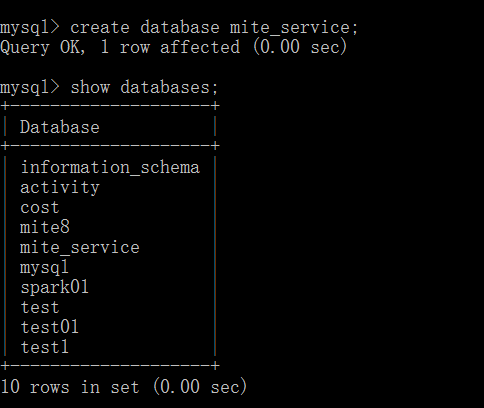 mysql> create database mite_service;
Query OK, 1 row affected (0.00 sec)
mysql> show databases;
+--------------------+
| Database           |
+--------------------+
| information_schema |
| activity           |
| cost               |
| mite8              |
| mite_service       |
| mysql              |
| spark01            |
| test               |
| test01             |
| test1              |
+--------------------+
10 rows in set (0.00 sec)